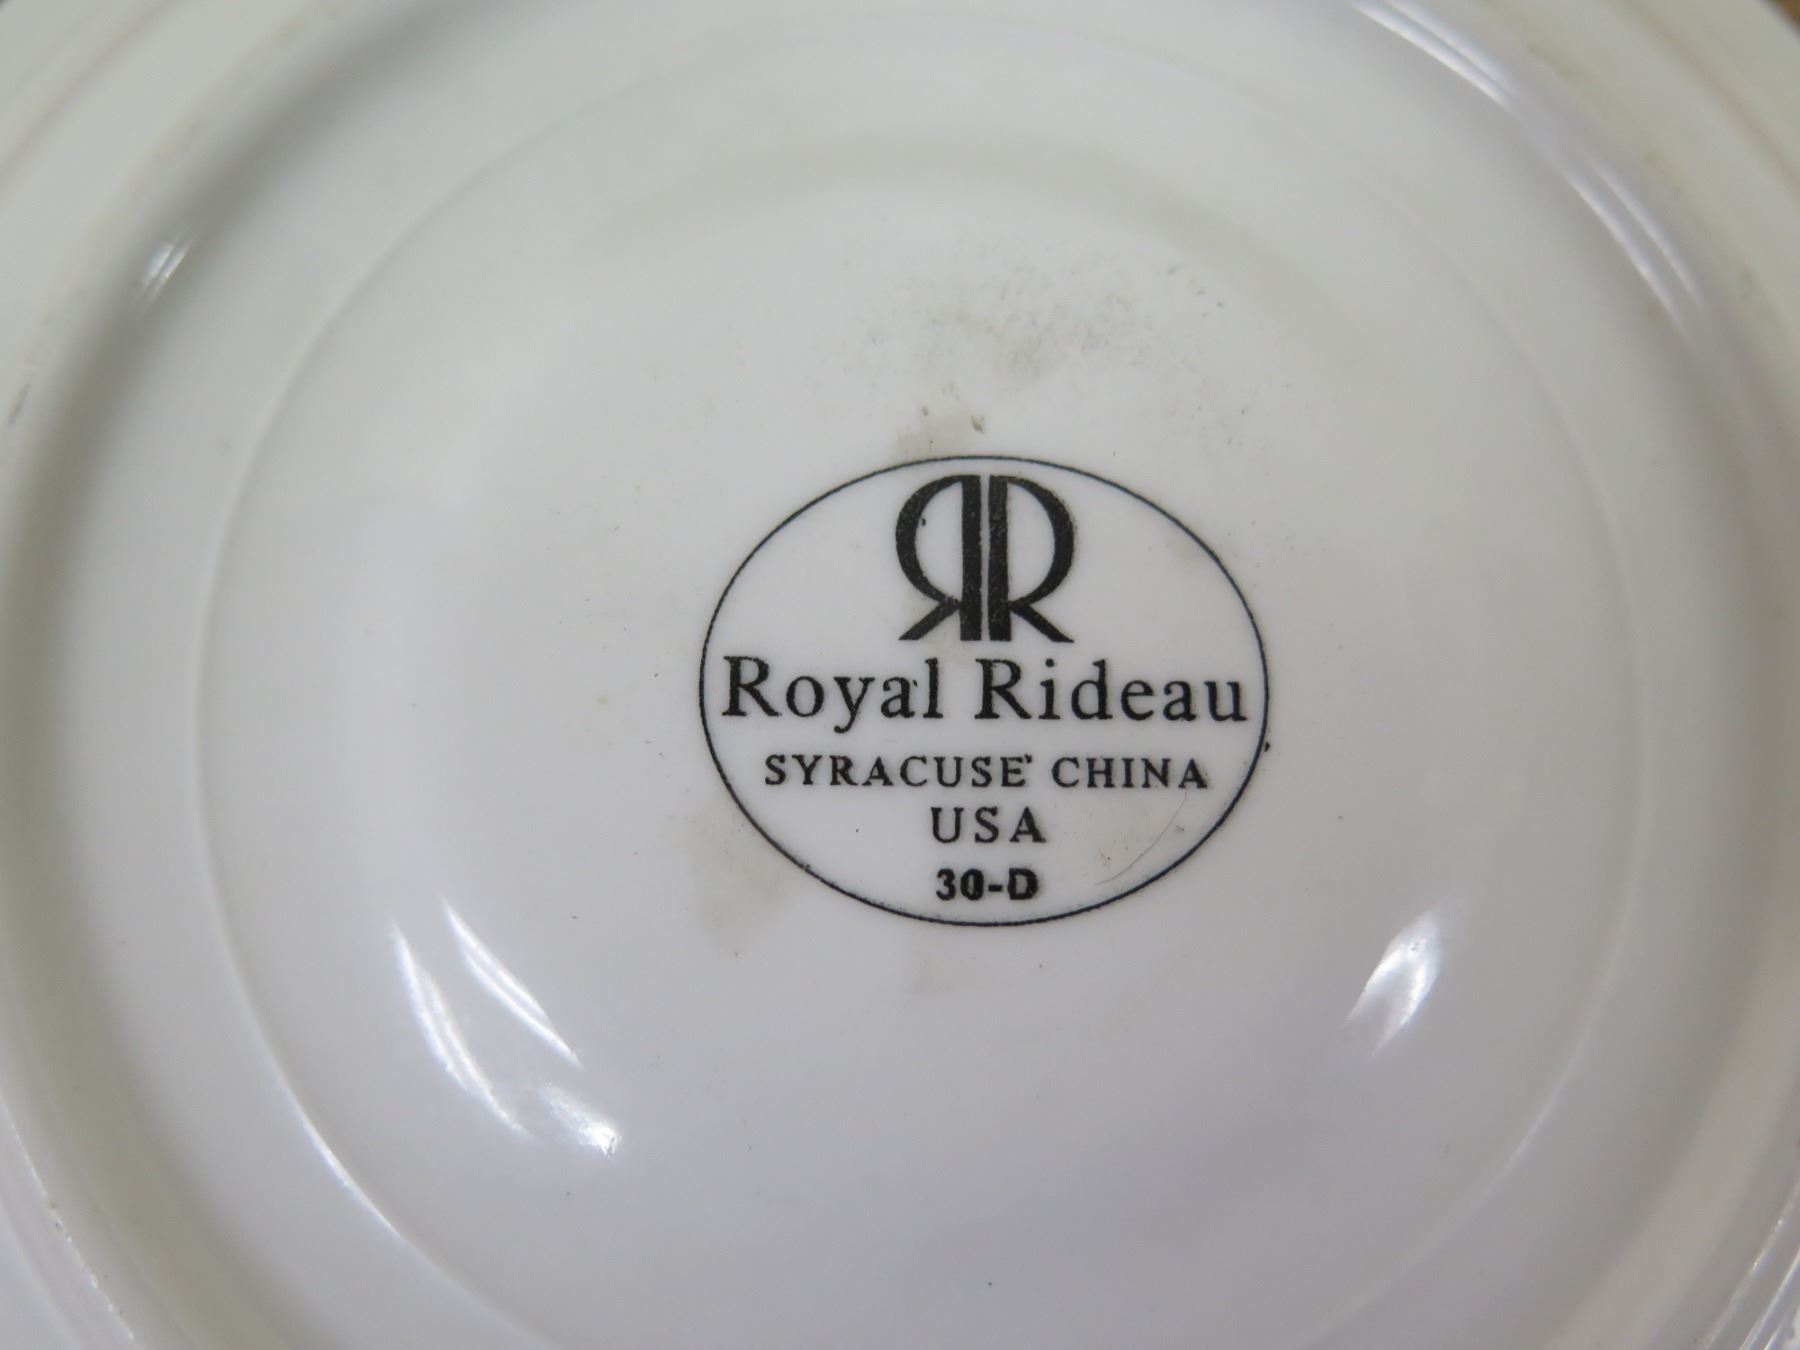 RR
Royal Rideau
SYRACUSE CHINA
USA
30-D